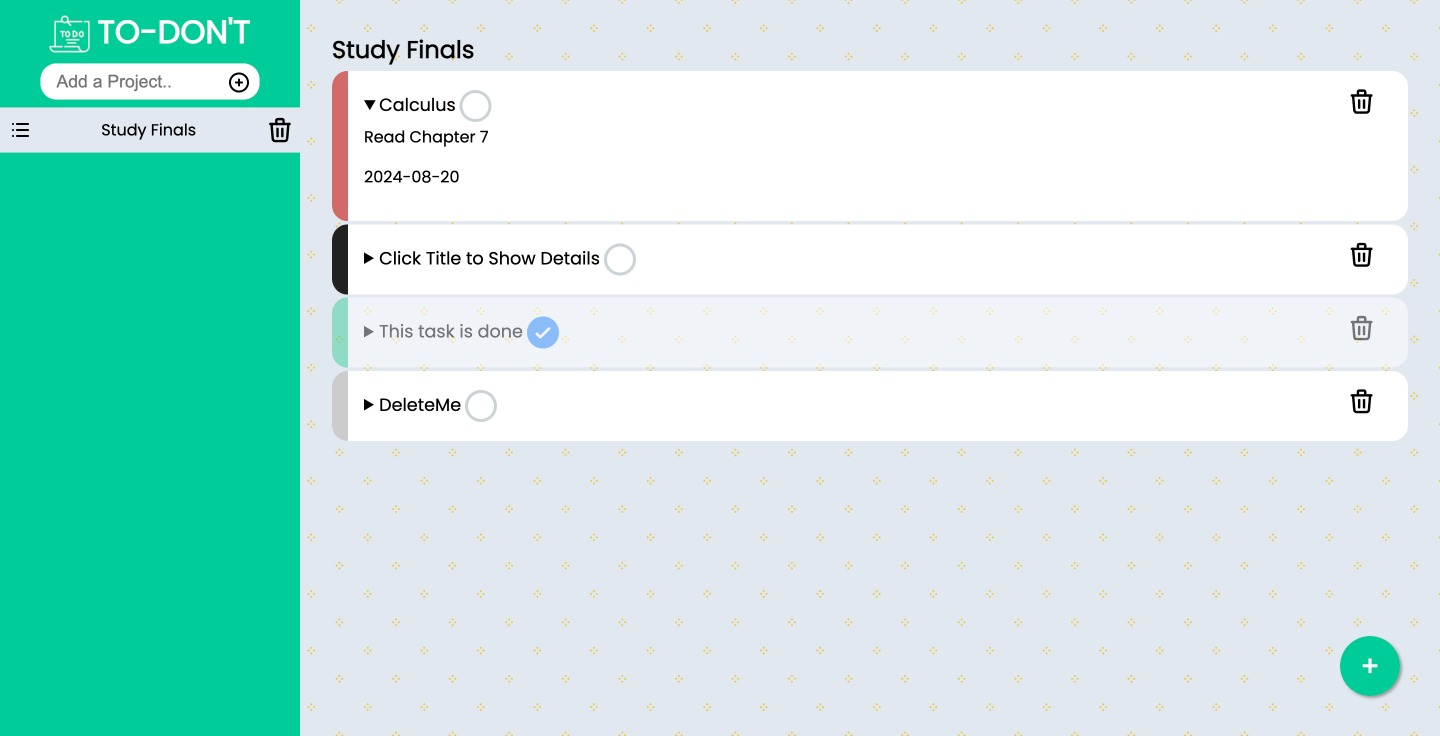 TO DO
TO-DON'T
Add a Project..
Study Finals
Study Finals
Calculus
Read Chapter 7
2024-08-20
Click Title to Show Details
This task is done
DeleteMe